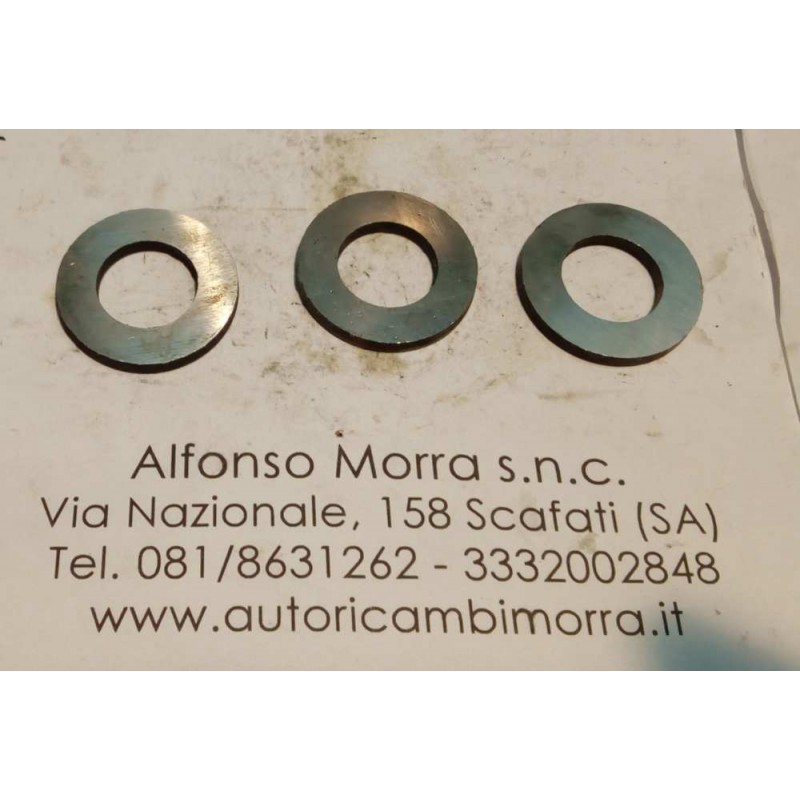 Alfonso Morra s.n.c.
Via Nazionale, 158 Scafati (SA)
Tel. 081/8631262 - 3332002848
www.autoricambimorra.it